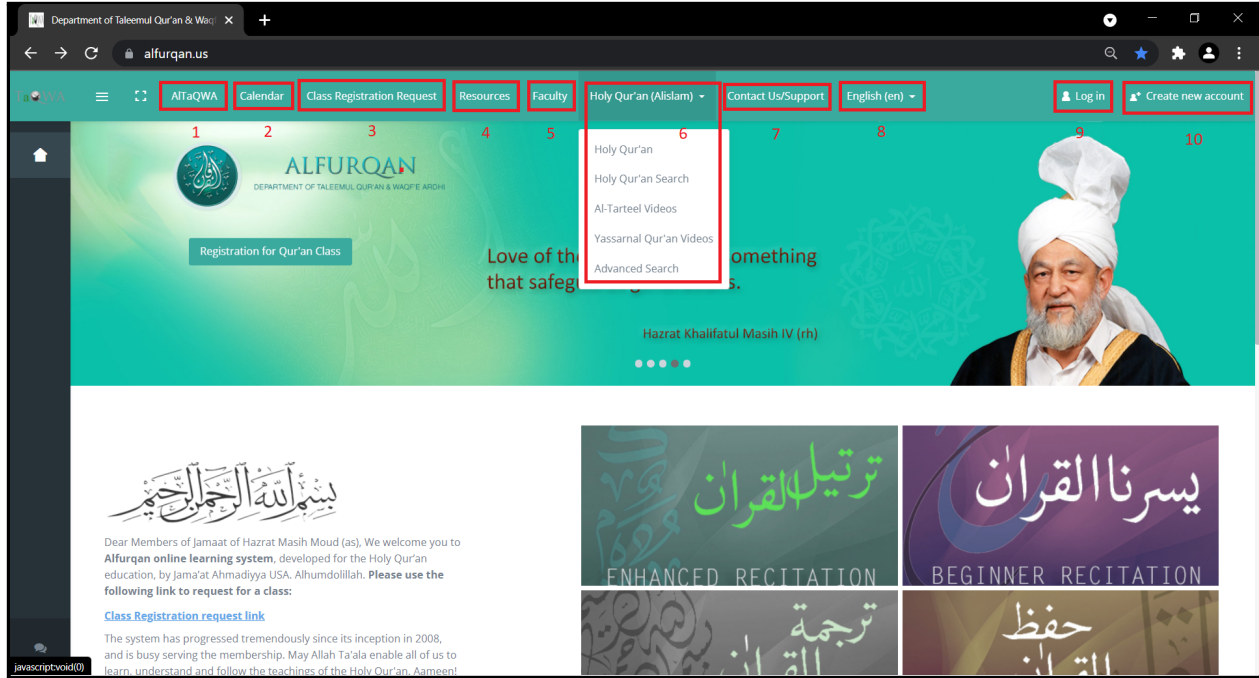 Department of Taleemul Qur'an & Waqf
alfurqan.us
TaQWA
AlTaQWA
Calendar
Class Registration Request
Resources
Faculty
Holy Qur'an (Alislam)
Contact Us/Support
English (en)
Log in
Create new account
1
2
3
4
5
6
7
8
9
10
Holy Qur'an
Holy Qur'an Search
Al-Tarteel Videos
Yassarnal Qur'an Videos
Advanced Search
ALFURQAN
DEPARTMENT OF TALEEMUL QUR'AN & WAQF'E ARDHI
Registration for Qur'an Class
Love of the omething
that safeg s.
Hazrat Khalifatul Masih IV (rh)
بسم الله الرحمن الرحيم
Dear Members of Jamaat of Hazrat Masih Moud (as), We welcome you to
Alfurqan online learning system, developed for the Holy Qur'an
education, by Jama'at Ahmadiyya USA. Alhumdolillah. Please use the
following link to request for a class:
Class Registration request link
The system has progressed tremendously since its inception in 2008,
and is busy serving the membership. May Allah Ta'ala enable all of us to
learn, understand and follow the teachings of the Holy Qur'an. Aameen!
ترتيل القرآن
ENHANCED RECITATION
يسرنا القرآن
BEGINNER RECITATION
ترجمة
القرآن
حفظ
القرآن
javascript:void(0)